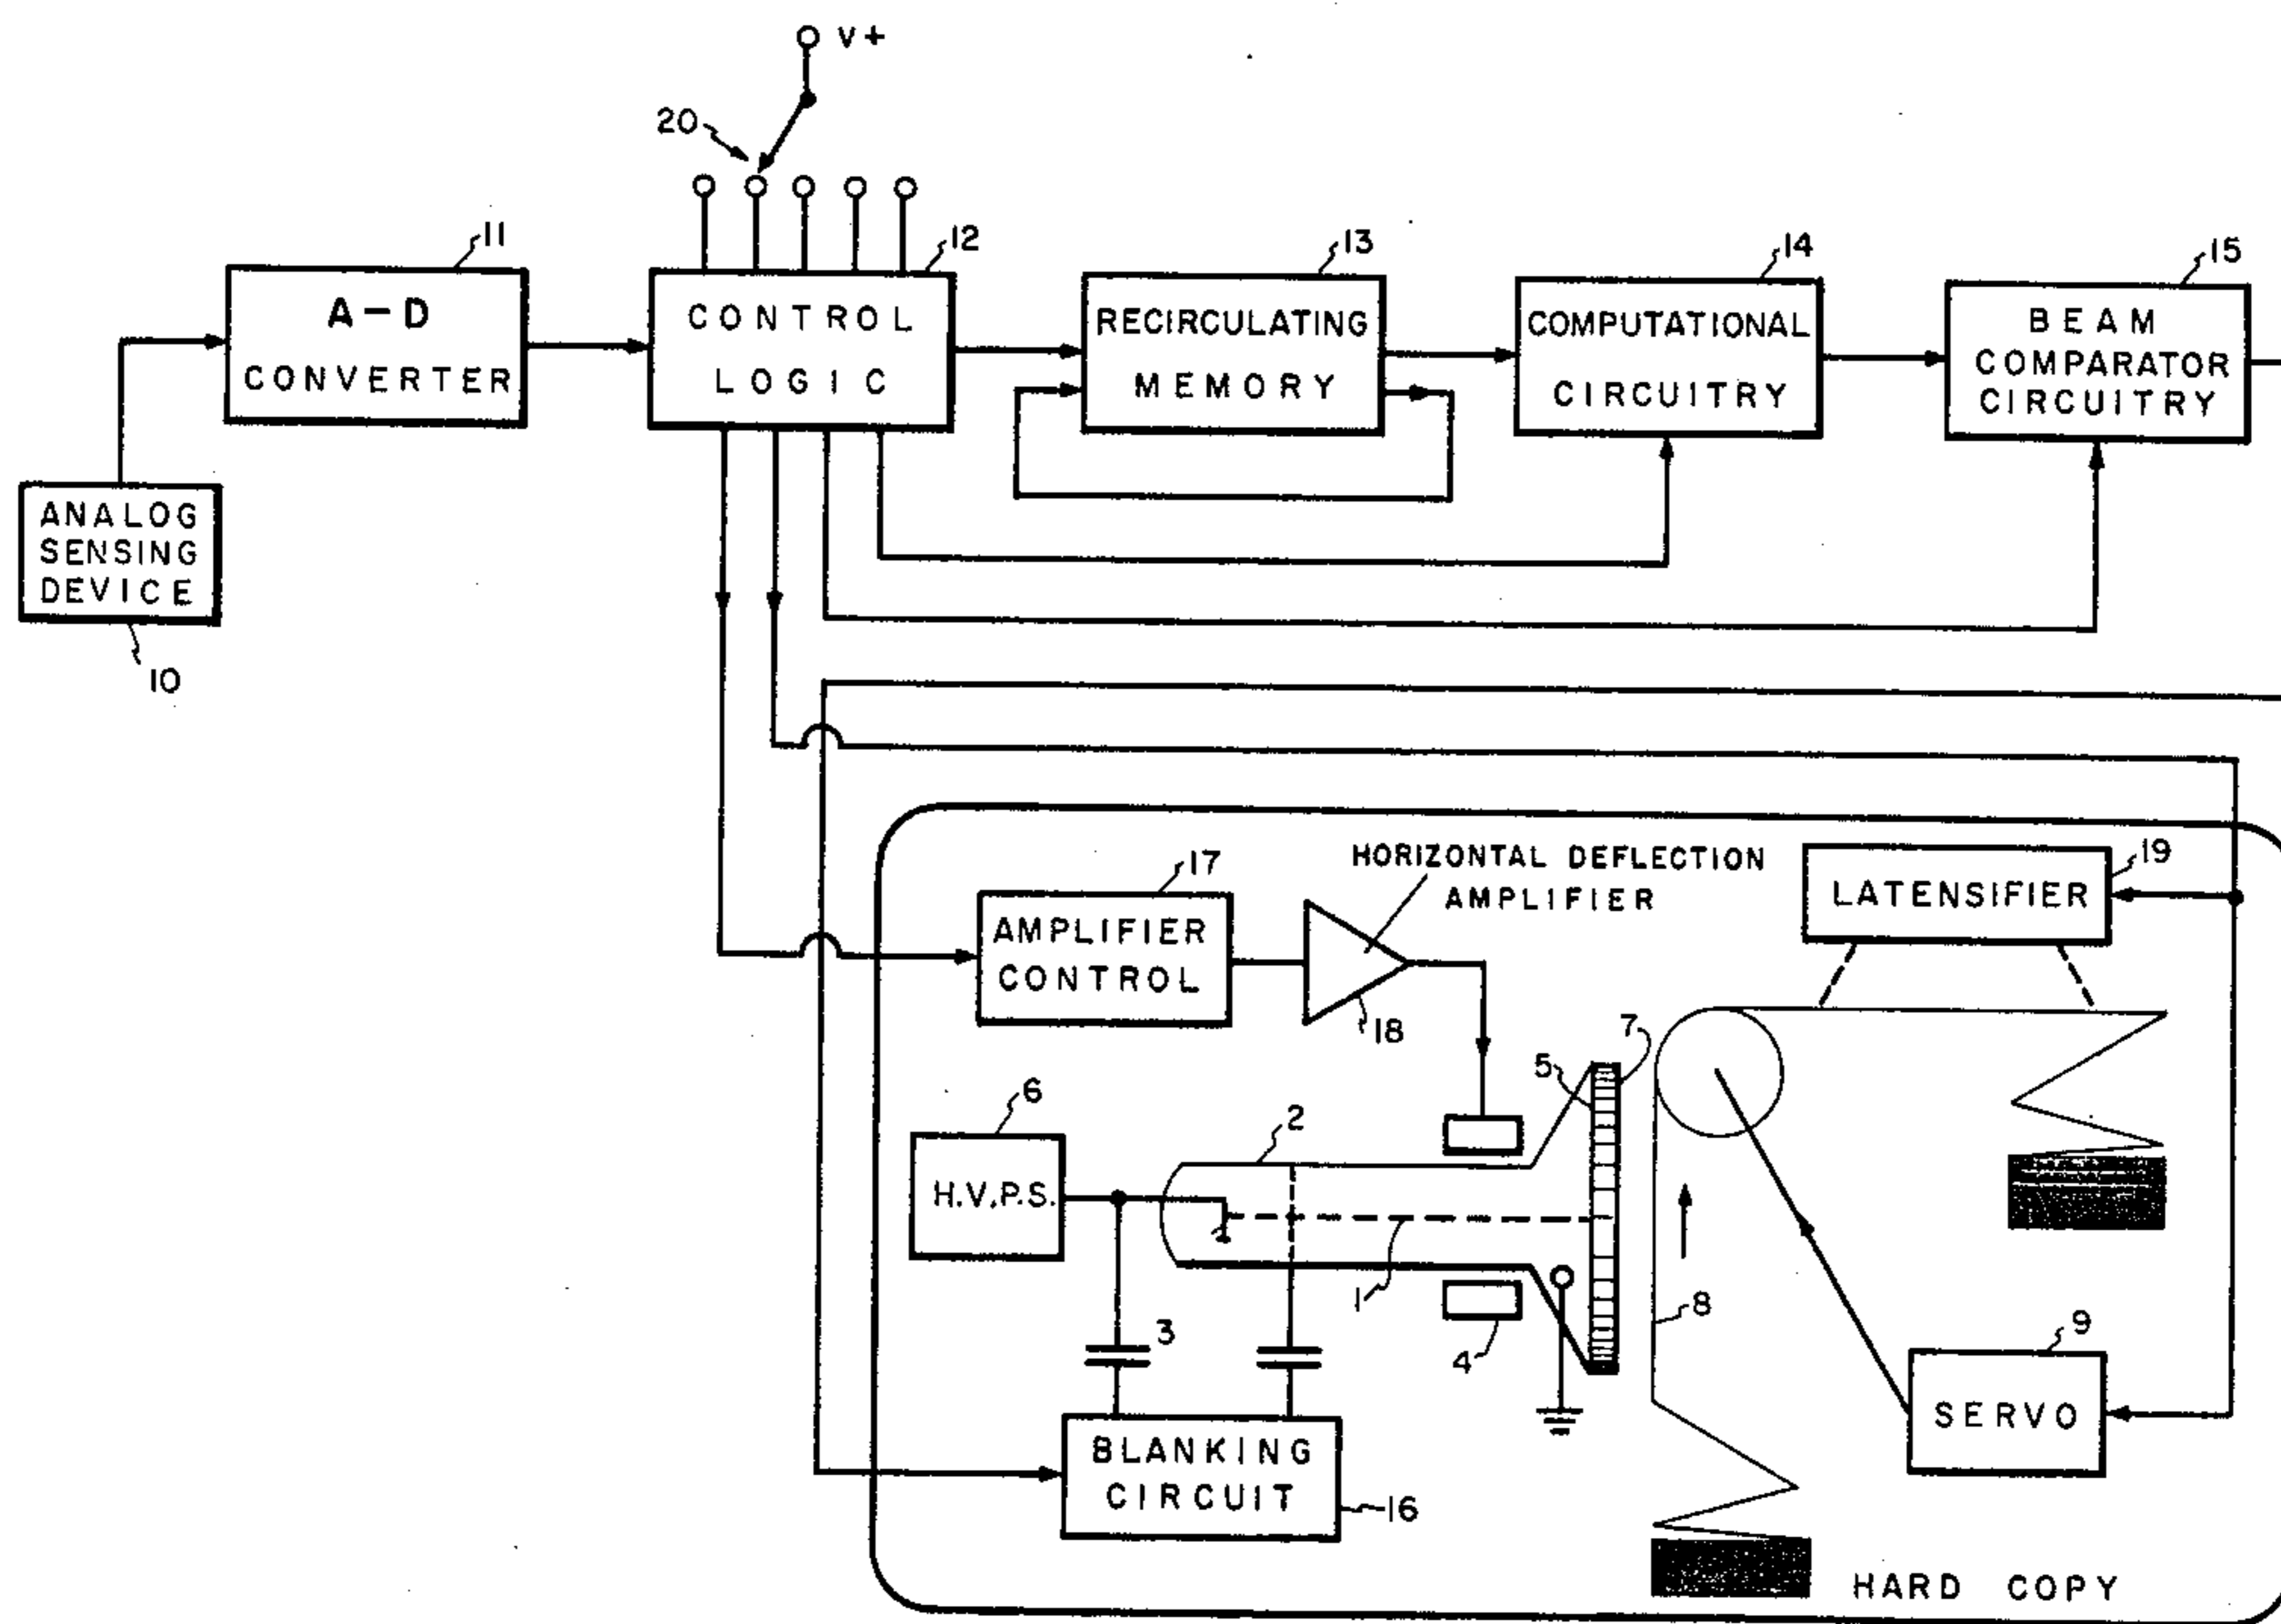 V+
20
11
12
13
14
15
A-D
CONVERTER
CONTROL
LOGIC
RECIRCULATING
MEMORY
COMPUTATIONAL
CIRCUITRY
BEAM
COMPARATOR
CIRCUITRY
ANALOG
SENSING
DEVICE
10
17
HORIZONTAL DEFLECTION
AMPLIFIER
19
LATENSIFIER
AMPLIFIER
CONTROL
18
7
5
6
2
H.V.P.S.
1
8
3
4
9
SERVO
BLANKING
CIRCUIT
16
HARD COPY